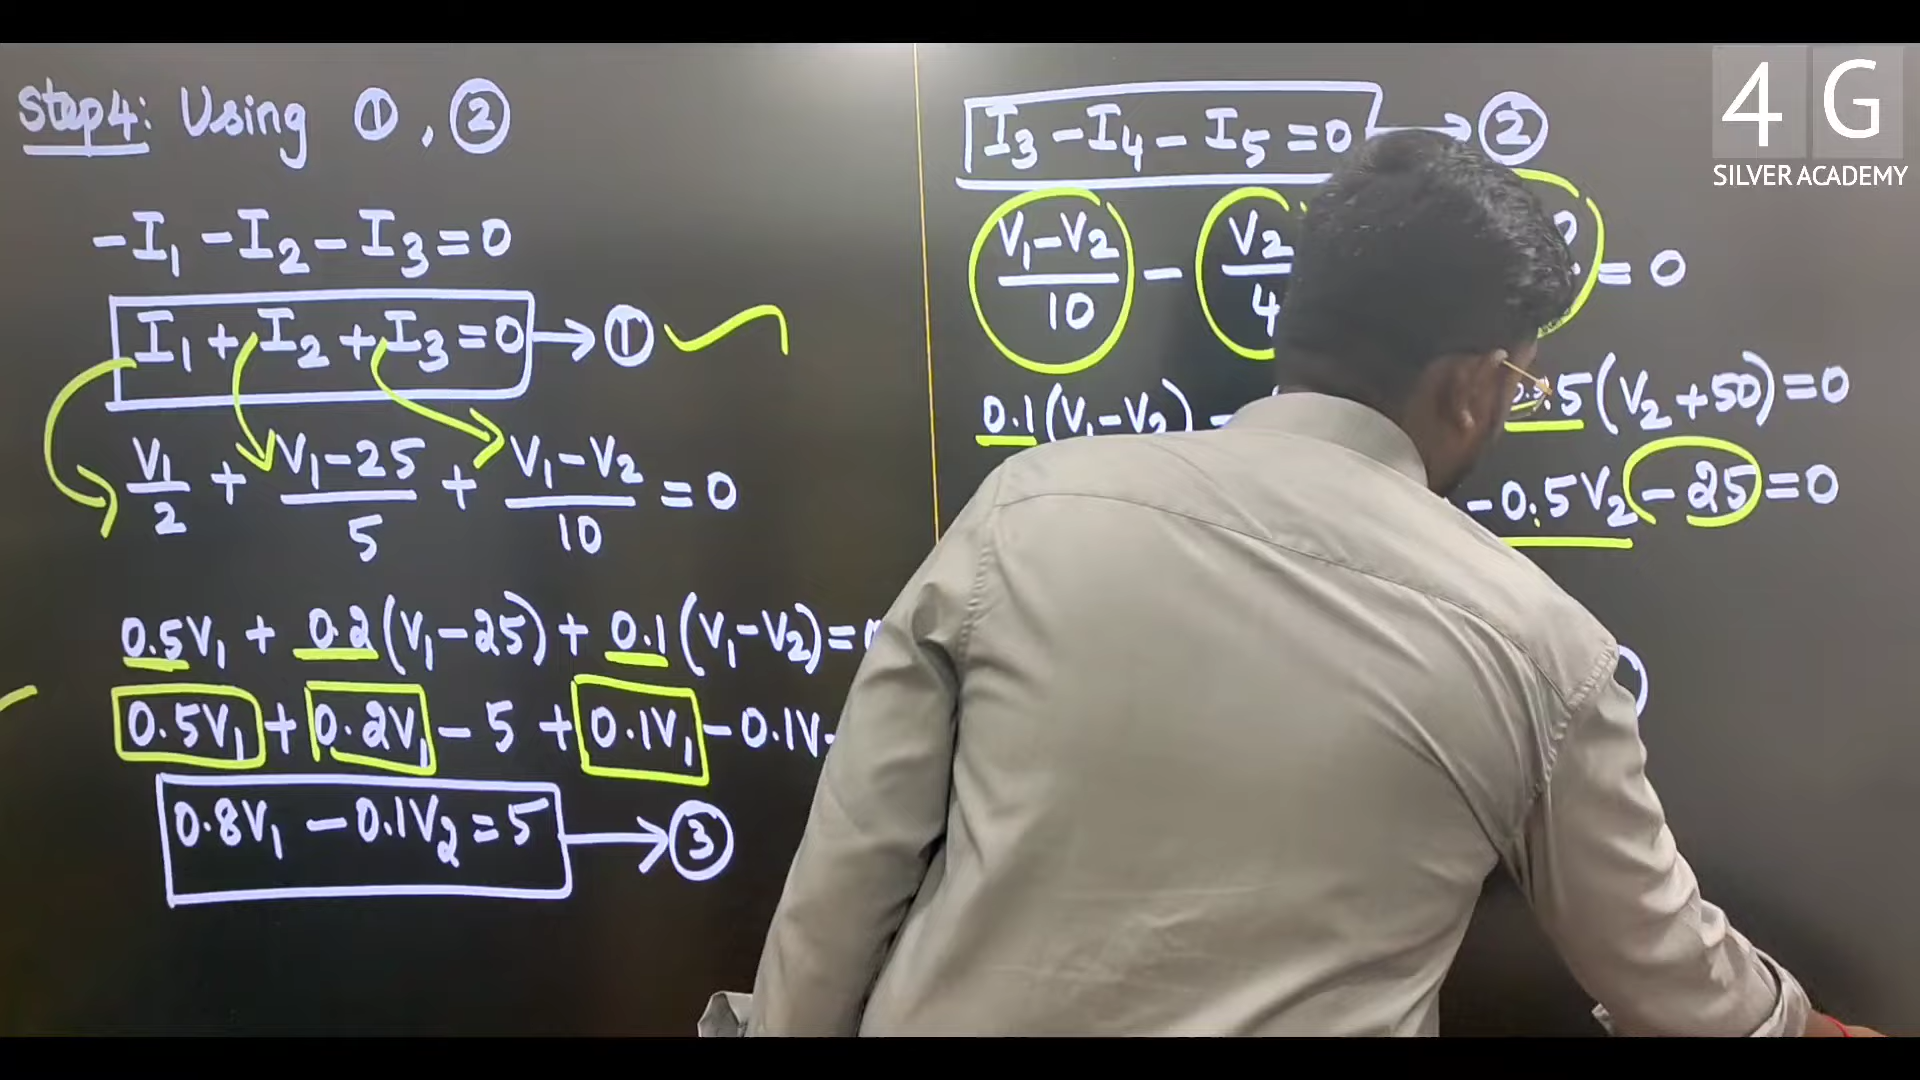 Step4: Using ①, ②
-I₁ -I₂ - I₃ = 0
I₁ + I₂ + I₃ = 0 → ①
V₁/2 + V₁-25/5 + V₁-V₂/10 = 0
0.5V₁ + 0.2(V₁-25) + 0.1(V₁-V₂) =
0.5V₁ + 0.2V₁ - 5 + 0.1V₁ - 0.1V
0.8V₁ - 0.1V₂ = 5 → ③
I₃ - I₄ - I₅ = 0 → ②
V₁-V₂/10 - V₂/4 = 0
0.1(V₁-V₂) - 5(V₂+50) = 0
-0.5V₂ - 25 = 0
4G
SILVER ACADEMY